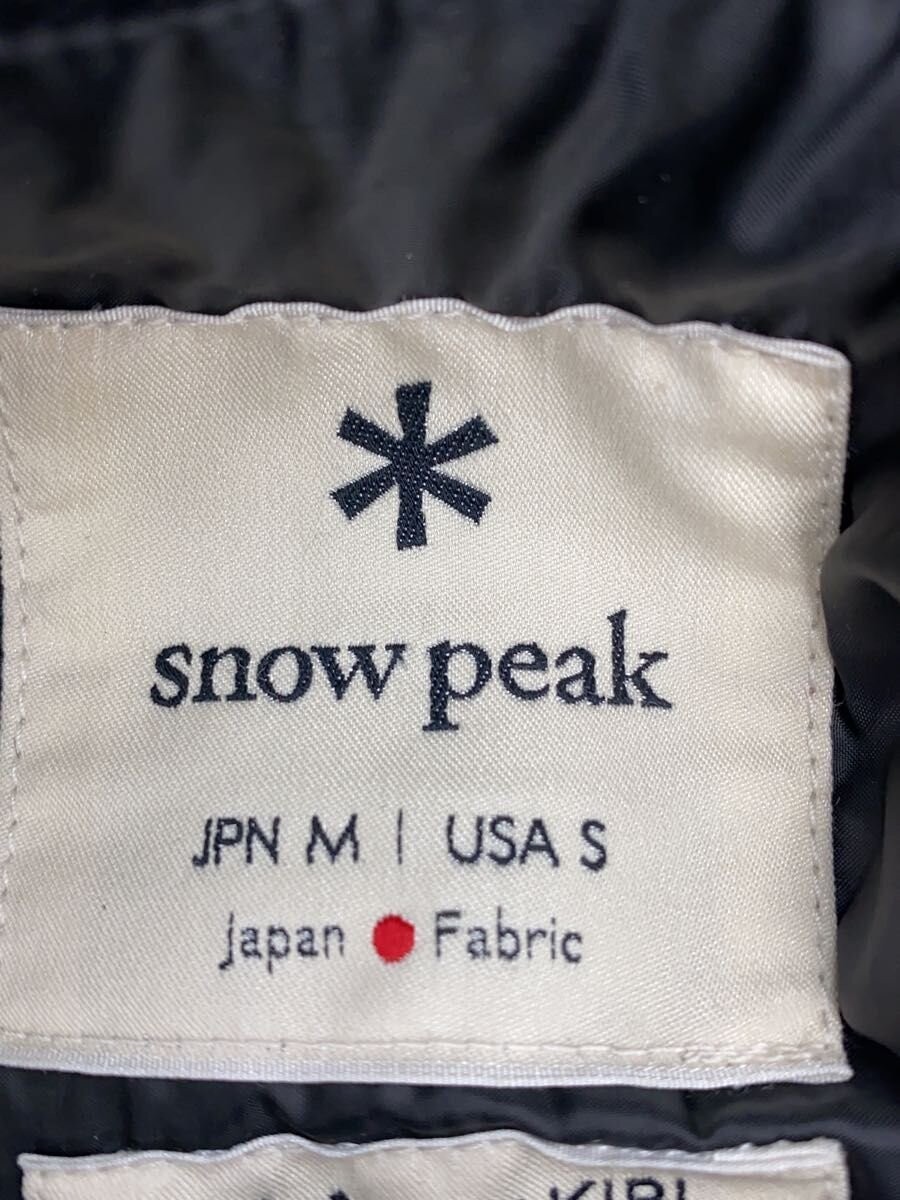 snow peak
JPN M | USA S
Japan ● Fabric